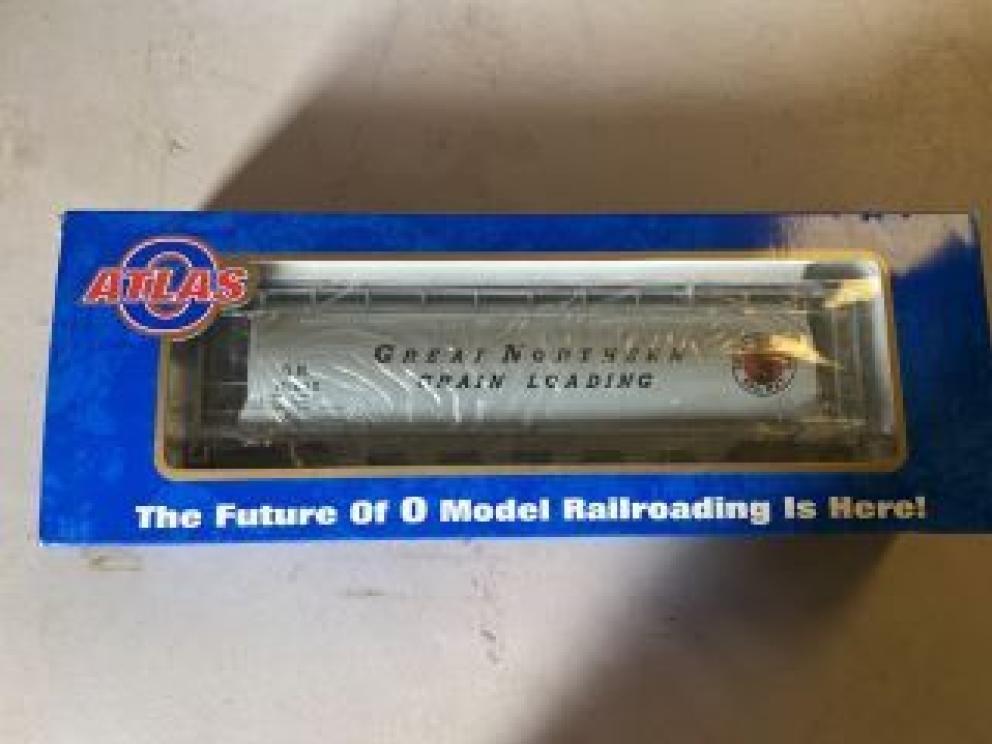 ATLAS
O
GREAT NORTHERN
GRAIN LOADING
The Future Of O Model Railroading Is Here!